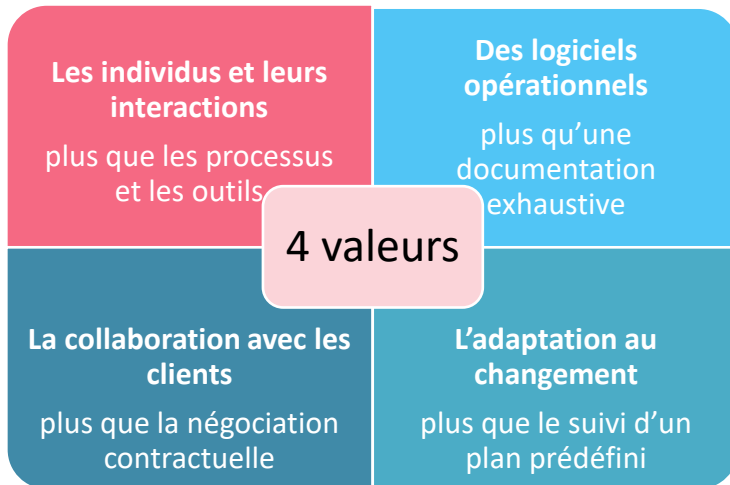 Les individus et leurs
interactions
plus que les processus
et les outils
Des logiciels
opérationnels
plus qu’une
documentation
exhaustive
4 valeurs
La collaboration avec les
clients
plus que la négociation
contractuelle
L’adaptation au
changement
plus que le suivi d’un
plan prédéfini